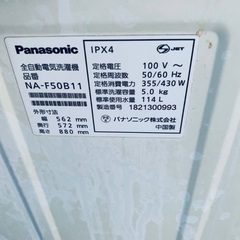 Panasonic
全自動電気洗濯機
品番
NA-F50B11
外形寸法
幅 562 mm
奥行 572 mm
高さ 880 mm
IPX4
JET
定格電圧 100 V～
定格周波数 50/60 Hz
定格消費電力 355/430 W
標準洗濯容量 5.0 kg
標準使用水量 114 L
製造番号 1821300993
パナソニック株式会社
中国製